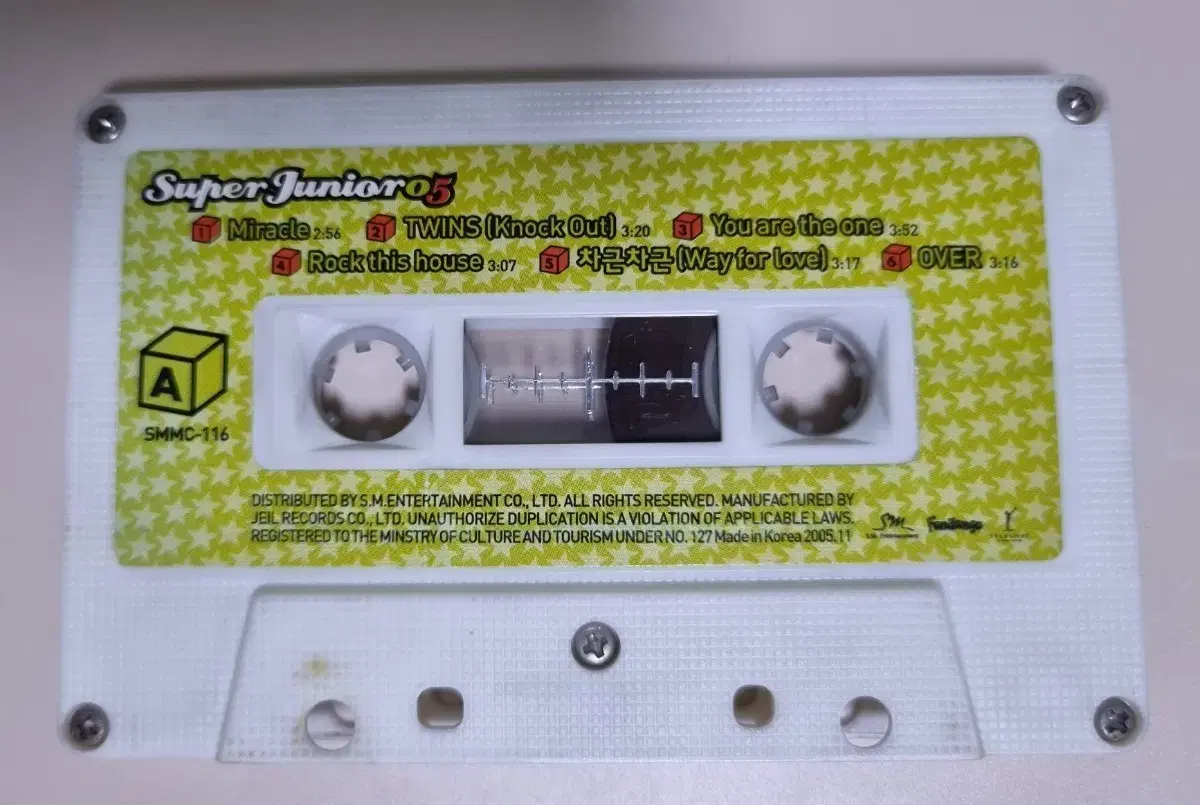 Super Junior05
1 Miracle 2:56 2 TWINS (Knock Out) 3:20 3 You are the one 3:52
4 Rock this house 3:07 5 차근차근 (Way for love) 3:17 6 OVER 3:16
A
SMMC-116
DISTRIBUTED BY S.M.ENTERTAINMENT CO., LTD. ALL RIGHTS RESERVED. MANUFACTURED BY
JEIL RECORDS CO., LTD. UNAUTHORIZE DUPLICATION IS A VIOLATION OF APPLICABLE LAWS.
REGISTERED TO THE MINSTRY OF CULTURE AND TOURISM UNDER NO. 127 Made in Korea 2005.11
SM